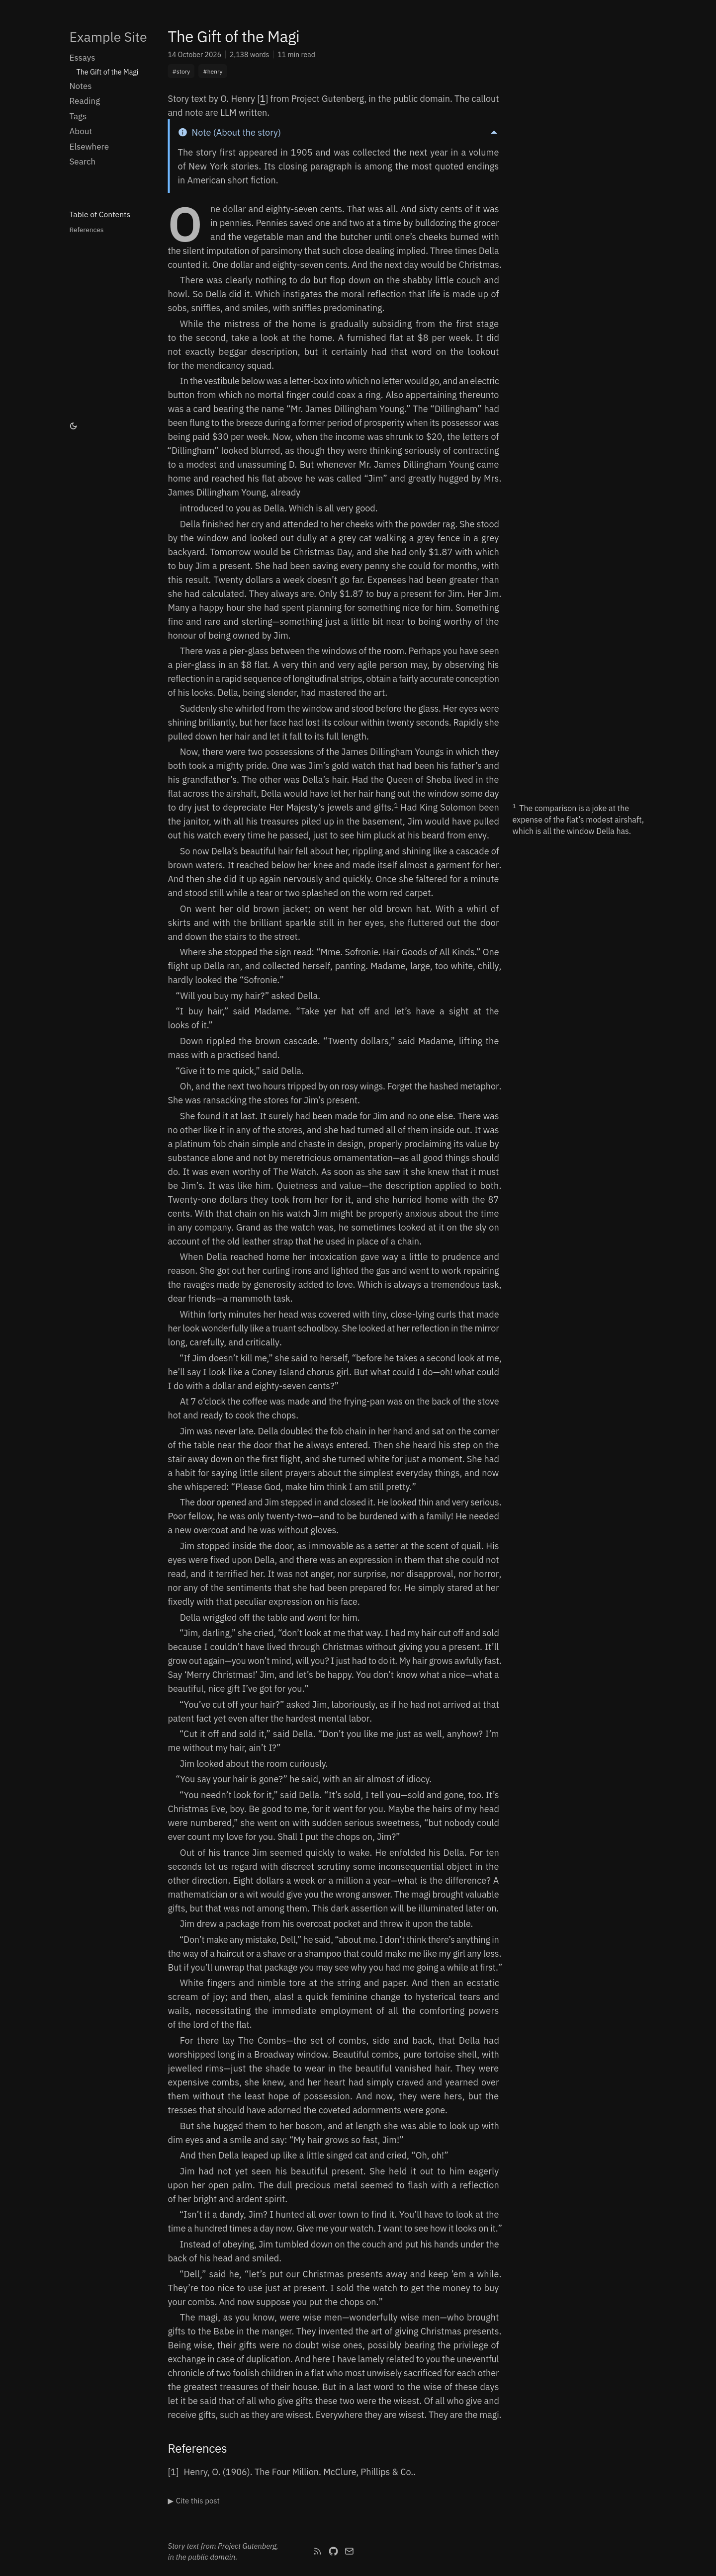 Example Site
Essays
The Gift of the Magi
Notes
Reading
Tags
About
Elsewhere
Search
Table of Contents
References
The Gift of the Magi
14 October 2026
2,138 words
11 min read
#story
#henry
Story text by O. Henry [1] from Project Gutenberg, in the public domain. The callout
and note are LLM written.
Note (About the story)
The story first appeared in 1905 and was collected the next year in a volume
of New York stories. Its closing paragraph is among the most quoted endings
in American short fiction.
One dollar and eighty-seven cents. That was all. And sixty cents of it was
in pennies. Pennies saved one and two at a time by bulldozing the grocer
and the vegetable man and the butcher until one’s cheeks burned with
the silent imputation of parsimony that such close dealing implied. Three times Della
counted it. One dollar and eighty-seven cents. And the next day would be Christmas.
There was clearly nothing to do but flop down on the shabby little couch and
howl. So Della did it. Which instigates the moral reflection that life is made up of
sobs, sniffles, and smiles, with sniffles predominating.
While the mistress of the home is gradually subsiding from the first stage
to the second, take a look at the home. A furnished flat at $8 per week. It did
not exactly beggar description, but it certainly had that word on the lookout
for the mendicancy squad.
In the vestibule below was a letter-box into which no letter would go, and an electric
button from which no mortal finger could coax a ring. Also appertaining thereunto
was a card bearing the name “Mr. James Dillingham Young.” The “Dillingham” had
been flung to the breeze during a former period of prosperity when its possessor was
being paid $30 per week. Now, when the income was shrunk to $20, the letters of
“Dillingham” looked blurred, as though they were thinking seriously of contracting
to a modest and unassuming D. But whenever Mr. James Dillingham Young came
home and reached his flat above he was called “Jim” and greatly hugged by Mrs.
James Dillingham Young, already
introduced to you as Della. Which is all very good.
Della finished her cry and attended to her cheeks with the powder rag. She stood
by the window and looked out dully at a grey cat walking a grey fence in a grey
backyard. Tomorrow would be Christmas Day, and she had only $1.87 with which
to buy Jim a present. She had been saving every penny she could for months, with
this result. Twenty dollars a week doesn’t go far. Expenses had been greater than
she had calculated. They always are. Only $1.87 to buy a present for Jim. Her Jim.
Many a happy hour she had spent planning for something nice for him. Something
fine and rare and sterling—something just a little bit near to being worthy of the
honour of being owned by Jim.
There was a pier-glass between the windows of the room. Perhaps you have seen
a pier-glass in an $8 flat. A very thin and very agile person may, by observing his
reflection in a rapid sequence of longitudinal strips, obtain a fairly accurate conception
of his looks. Della, being slender, had mastered the art.
Suddenly she whirled from the window and stood before the glass. Her eyes were
shining brilliantly, but her face had lost its colour within twenty seconds. Rapidly she
pulled down her hair and let it fall to its full length.
Now, there were two possessions of the James Dillingham Youngs in which they
both took a mighty pride. One was Jim’s gold watch that had been his father’s and
his grandfather’s. The other was Della’s hair. Had the Queen of Sheba lived in the
flat across the airshaft, Della would have let her hair hang out the window some day
to dry just to depreciate Her Majesty’s jewels and gifts.1 Had King Solomon been
the janitor, with all his treasures piled up in the basement, Jim would have pulled
out his watch every time he passed, just to see him pluck at his beard from envy.
1 The comparison is a joke at the
expense of the flat’s modest airshaft,
which is all the window Della has.
So now Della’s beautiful hair fell about her, rippling and shining like a cascade of
brown waters. It reached below her knee and made itself almost a garment for her.
And then she did it up again nervously and quickly. Once she faltered for a minute
and stood still while a tear or two splashed on the worn red carpet.
On went her old brown jacket; on went her old brown hat. With a whirl of
skirts and with the brilliant sparkle still in her eyes, she fluttered out the door
and down the stairs to the street.
Where she stopped the sign read: “Mme. Sofronie. Hair Goods of All Kinds.” One
flight up Della ran, and collected herself, panting. Madame, large, too white, chilly,
hardly looked the “Sofronie.”
“Will you buy my hair?” asked Della.
“I buy hair,” said Madame. “Take yer hat off and let’s have a sight at the
looks of it.”
Down rippled the brown cascade. “Twenty dollars,” said Madame, lifting the
mass with a practised hand.
“Give it to me quick,” said Della.
Oh, and the next two hours tripped by on rosy wings. Forget the hashed metaphor.
She was ransacking the stores for Jim’s present.
She found it at last. It surely had been made for Jim and no one else. There was
no other like it in any of the stores, and she had turned all of them inside out. It was
a platinum fob chain simple and chaste in design, properly proclaiming its value by
substance alone and not by meretricious ornamentation—as all good things should
do. It was even worthy of The Watch. As soon as she saw it she knew that it must
be Jim’s. It was like him. Quietness and value—the description applied to both.
Twenty-one dollars they took from her for it, and she hurried home with the 87
cents. With that chain on his watch Jim might be properly anxious about the time
in any company. Grand as the watch was, he sometimes looked at it on the sly on
account of the old leather strap that he used in place of a chain.
When Della reached home her intoxication gave way a little to prudence and
reason. She got out her curling irons and lighted the gas and went to work repairing
the ravages made by generosity added to love. Which is always a tremendous task,
dear friends—a mammoth task.
Within forty minutes her head was covered with tiny, close-lying curls that made
her look wonderfully like a truant schoolboy. She looked at her reflection in the mirror
long, carefully, and critically.
“If Jim doesn’t kill me,” she said to herself, “before he takes a second look at me,
he’ll say I look like a Coney Island chorus girl. But what could I do—oh! what could
I do with a dollar and eighty-seven cents?”
At 7 o’clock the coffee was made and the frying-pan was on the back of the stove
hot and ready to cook the chops.
Jim was never late. Della doubled the fob chain in her hand and sat on the corner
of the table near the door that he always entered. Then she heard his step on the
stair away down on the first flight, and she turned white for just a moment. She had
a habit for saying little silent prayers about the simplest everyday things, and now
she whispered: “Please God, make him think I am still pretty.”
The door opened and Jim stepped in and closed it. He looked thin and very serious.
Poor fellow, he was only twenty-two—and to be burdened with a family! He needed
a new overcoat and he was without gloves.
Jim stopped inside the door, as immovable as a setter at the scent of quail. His
eyes were fixed upon Della, and there was an expression in them that she could not
read, and it terrified her. It was not anger, nor surprise, nor disapproval, nor horror,
nor any of the sentiments that she had been prepared for. He simply stared at her
fixedly with that peculiar expression on his face.
Della wriggled off the table and went for him.
“Jim, darling,” she cried, “don’t look at me that way. I had my hair cut off and sold
because I couldn’t have lived through Christmas without giving you a present. It’ll
grow out again—you won’t mind, will you? I just had to do it. My hair grows awfully fast.
Say ‘Merry Christmas!’ Jim, and let’s be happy. You don’t know what a nice—what a
beautiful, nice gift I’ve got for you.”
“You’ve cut off your hair?” asked Jim, laboriously, as if he had not arrived at that
patent fact yet even after the hardest mental labor.
“Cut it off and sold it,” said Della. “Don’t you like me just as well, anyhow? I’m
me without my hair, ain’t I?”
Jim looked about the room curiously.
“You say your hair is gone?” he said, with an air almost of idiocy.
“You needn’t look for it,” said Della. “It’s sold, I tell you—sold and gone, too. It’s
Christmas Eve, boy. Be good to me, for it went for you. Maybe the hairs of my head
were numbered,” she went on with sudden serious sweetness, “but nobody could
ever count my love for you. Shall I put the chops on, Jim?”
Out of his trance Jim seemed quickly to wake. He enfolded his Della. For ten
seconds let us regard with discreet scrutiny some inconsequential object in the
other direction. Eight dollars a week or a million a year—what is the difference? A
mathematician or a wit would give you the wrong answer. The magi brought valuable
gifts, but that was not among them. This dark assertion will be illuminated later on.
Jim drew a package from his overcoat pocket and threw it upon the table.
“Don’t make any mistake, Dell,” he said, “about me. I don’t think there’s anything in
the way of a haircut or a shave or a shampoo that could make me like my girl any less.
But if you’ll unwrap that package you may see why you had me going a while at first.”
White fingers and nimble tore at the string and paper. And then an ecstatic
scream of joy; and then, alas! a quick feminine change to hysterical tears and
wails, necessitating the immediate employment of all the comforting powers
of the lord of the flat.
For there lay The Combs—the set of combs, side and back, that Della had
worshipped long in a Broadway window. Beautiful combs, pure tortoise shell, with
jewelled rims—just the shade to wear in the beautiful vanished hair. They were
expensive combs, she knew, and her heart had simply craved and yearned over
them without the least hope of possession. And now, they were hers, but the
tresses that should have adorned the coveted adornments were gone.
But she hugged them to her bosom, and at length she was able to look up with
dim eyes and a smile and say: “My hair grows so fast, Jim!”
And then Della leaped up like a little singed cat and cried, “Oh, oh!”
Jim had not yet seen his beautiful present. She held it out to him eagerly
upon her open palm. The dull precious metal seemed to flash with a reflection
of her bright and ardent spirit.
“Isn’t it a dandy, Jim? I hunted all over town to find it. You’ll have to look at the
time a hundred times a day now. Give me your watch. I want to see how it looks on it.”
Instead of obeying, Jim tumbled down on the couch and put his hands under the
back of his head and smiled.
“Dell,” said he, “let’s put our Christmas presents away and keep ’em a while.
They’re too nice to use just at present. I sold the watch to get the money to buy
your combs. And now suppose you put the chops on.”
The magi, as you know, were wise men—wonderfully wise men—who brought
gifts to the Babe in the manger. They invented the art of giving Christmas presents.
Being wise, their gifts were no doubt wise ones, possibly bearing the privilege of
exchange in case of duplication. And here I have lamely related to you the uneventful
chronicle of two foolish children in a flat who most unwisely sacrificed for each other
the greatest treasures of their house. But in a last word to the wise of these days
let it be said that of all who give gifts these two were the wisest. Of all who give and
receive gifts, such as they are wisest. Everywhere they are wisest. They are the magi.
References
[1] Henry, O. (1906). The Four Million. McClure, Phillips & Co..
▶ Cite this post
Story text from Project Gutenberg,
in the public domain.